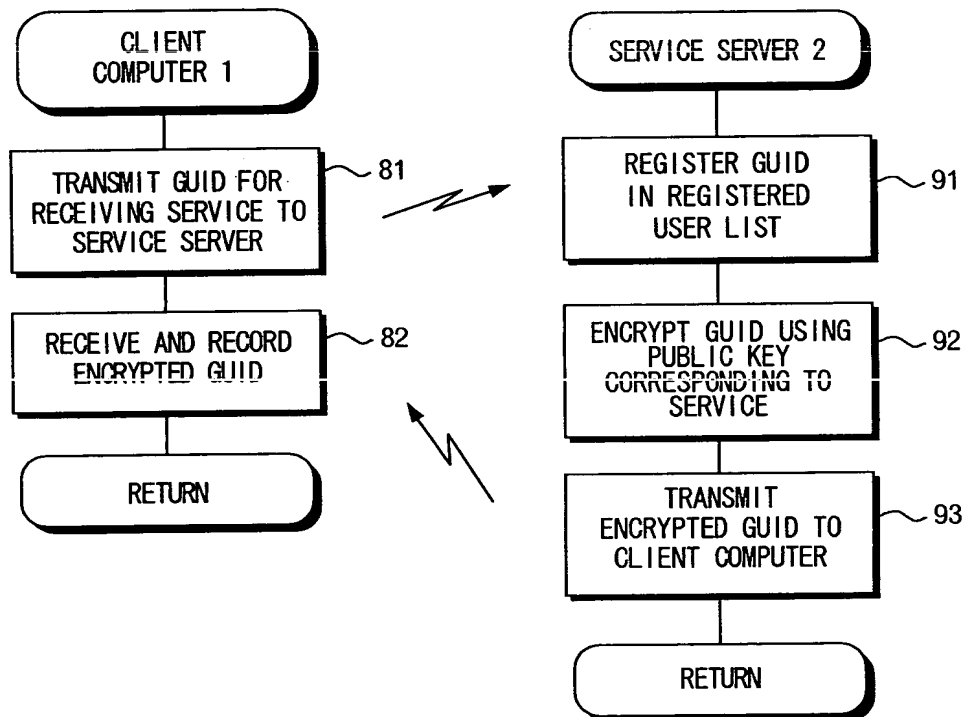 CLIENT
COMPUTER 1
TRANSMIT GUID FOR
RECEIVING SERVICE TO
SERVICE SERVER
81
RECEIVE AND RECORD
ENCRYPTED GUID
82
RETURN
SERVICE SERVER 2
REGISTER GUID
IN REGISTERED
USER LIST
91
ENCRYPT GUID USING
PUBLIC KEY
CORRESPONDING TO
SERVICE
92
TRANSMIT
ENCRYPTED GUID TO
CLIENT COMPUTER
93
RETURN